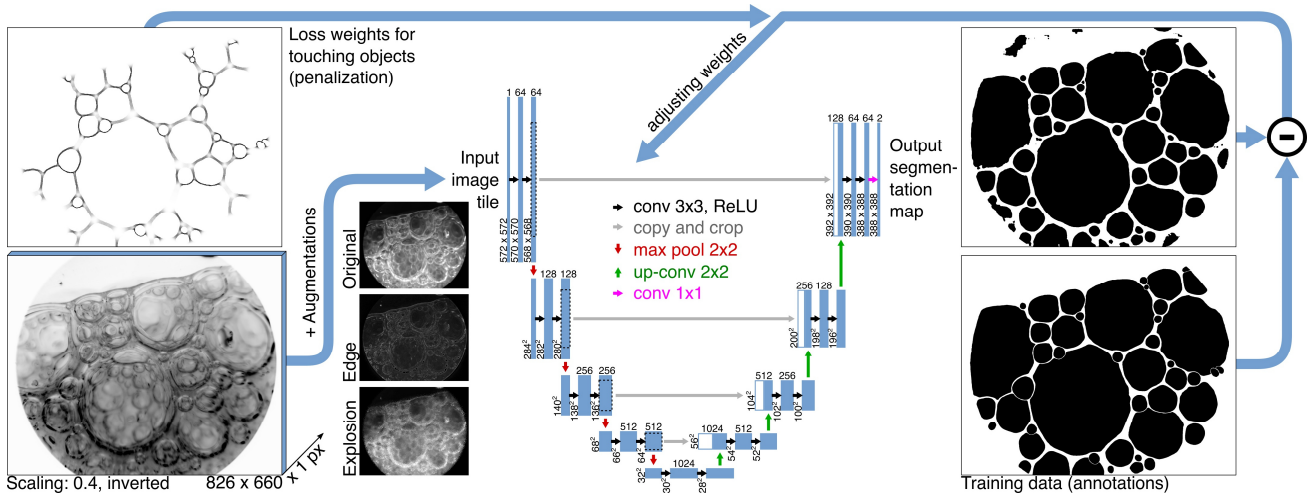 Loss weights for
touching objects
(penalization)
adjusting weights
Scaling: 0.4, inverted
826 x 660 x 1 px
+ Augmentations
Original
Edge
Explosion
Input
image
tile
1 64 64
572 x 572
570 x 570
568 x 568
128 128
284²
282²
280²
256 256
140²
138²
136²
512 512
68²
66²
64²
1024
32²
30²
28²
1024 512
56²
54²
52²
512 256
104²
102²
100²
256 128
200²
198²
196²
128 64 64 2
392 x 392
390 x 390
388 x 388
388 x 388
Output
segmen-
tation
map
conv 3x3, ReLU
copy and crop
max pool 2x2
up-conv 2x2
conv 1x1
Training data (annotations)